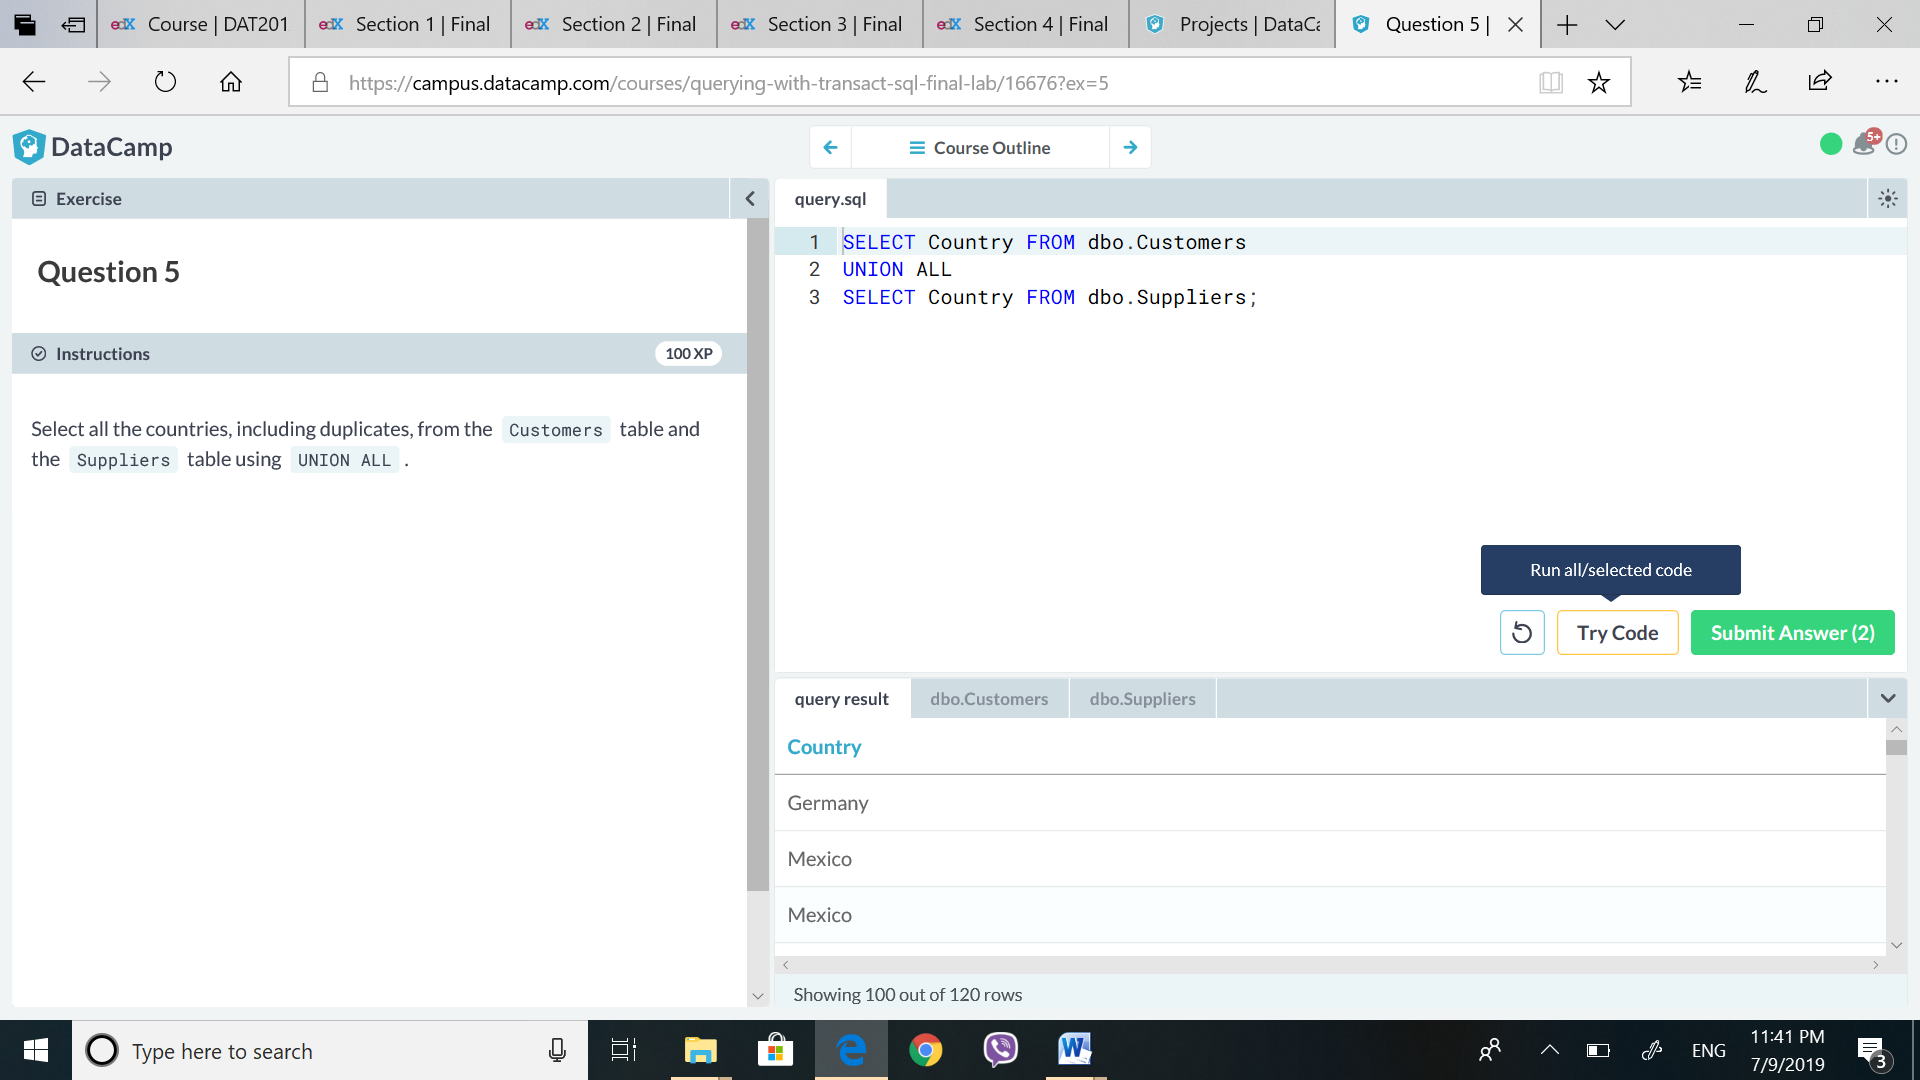 Course | DAT201
Section 1 | Final
Section 2 | Final
Section 3 | Final
Section 4 | Final
Projects | DataCa
Question 5 |
https://campus.datacamp.com/courses/querying-with-transact-sql-final-lab/16676?ex=5
DataCamp
Course Outline
5+
Exercise
Question 5
Instructions
100 XP
Select all the countries, including duplicates, from the Customers table and
the Suppliers table using UNION ALL .
query.sql
1 SELECT Country FROM dbo.Customers
2 UNION ALL
3 SELECT Country FROM dbo.Suppliers;
Run all/selected code
Try Code
Submit Answer (2)
query result
dbo.Customers
dbo.Suppliers
Country
Germany
Mexico
Mexico
Showing 100 out of 120 rows
Type here to search
ENG
11:41 PM
7/9/2019
3